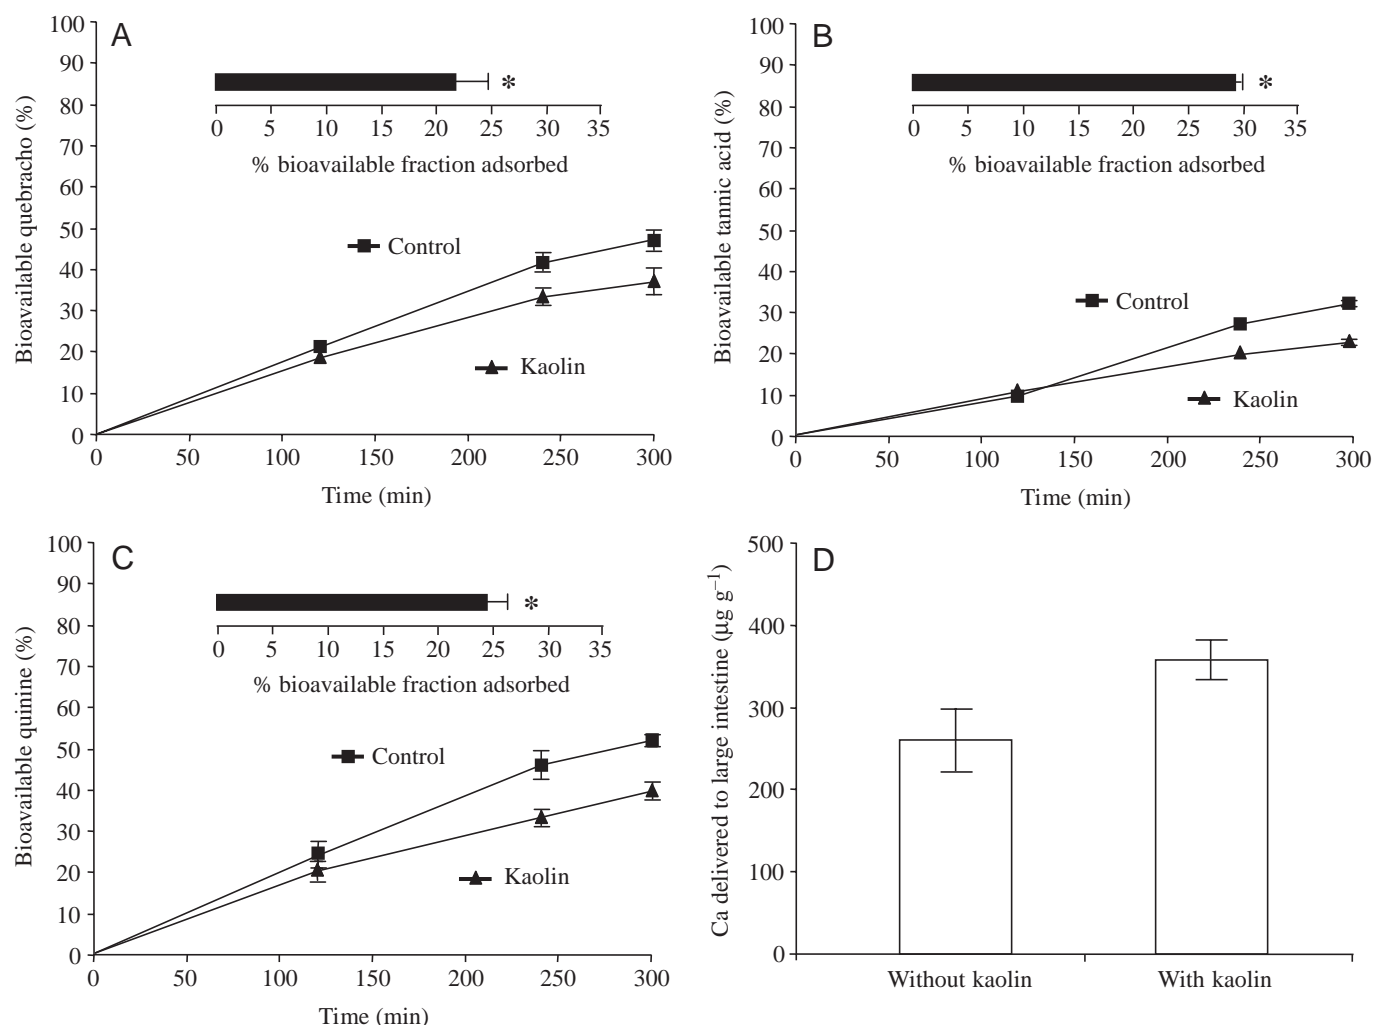 A
Bioavailable quebracho (%)
100
90
80
70
60
50
40
30
20
10
0
*
0 5 10 15 20 25 30 35
% bioavailable fraction adsorbed
Control
Kaolin
0 50 100 150 200 250 300
Time (min)
B
Bioavailable tannic acid (%)
100
90
80
70
60
50
40
30
20
10
0
*
0 5 10 15 20 25 30 35
% bioavailable fraction adsorbed
Control
Kaolin
0 50 100 150 200 250 300
Time (min)
C
Bioavailable quinine (%)
100
90
80
70
60
50
40
30
20
10
0
*
0 5 10 15 20 25 30 35
% bioavailable fraction adsorbed
Control
Kaolin
0 50 100 150 200 250 300
Time (min)
D
Ca delivered to large intestine (μg g⁻¹)
500
400
300
200
100
0
Without kaolin With kaolin